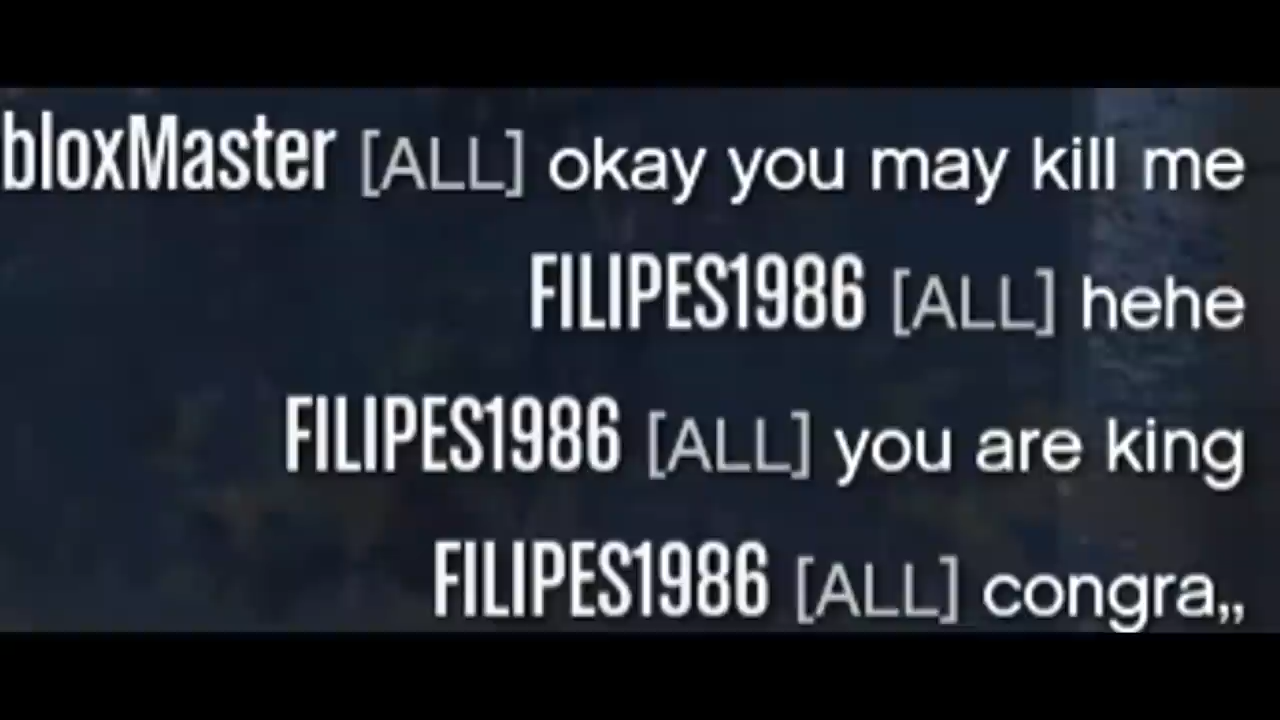 bloxMaster [ALL] okay you may kill me
FILIPES1986 [ALL] hehe
FILIPES1986 [ALL] you are king
FILIPES1986 [ALL] congra,,